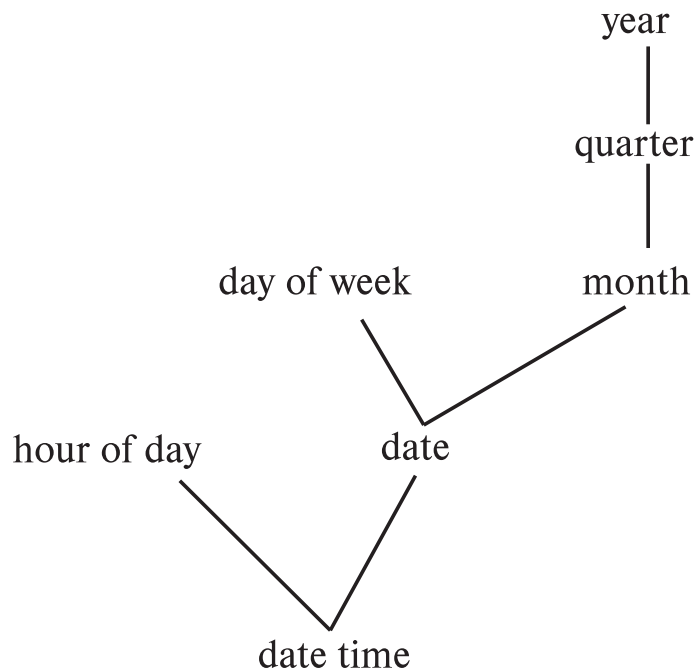 year
quarter
day of week
month
hour of day
date
date time